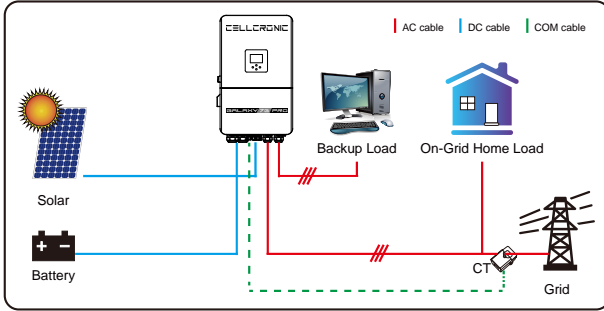 CELLCRONIC
AC cable
DC cable
COM cable
Backup Load
On-Grid Home Load
Solar
Battery
CT
Grid